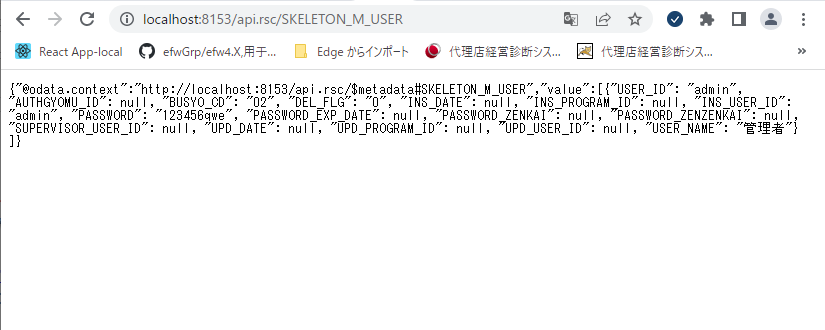 localhost:8153/api.rsc/SKELETON_M_USER
React App-local efwGrp/efw4.X,用于... Edge からインポート 代理店経営診断シス... 代理店経営診断シス...
{"@odata.context":"http://localhost:8153/api.rsc/$metadata#SKELETON_M_USER","value":[{"USER_ID": "admin",
"AUTHGYOMU_ID": null, "BUSYO_CD": "02", "DEL_FLG": "0", "INS_DATE": null, "INS_PROGRAM_ID": null, "INS_USER_ID":
"admin", "PASSWORD": "123456qwe", "PASSWORD_EXP_DATE": null, "PASSWORD_ZENKAI": null, "PASSWORD_ZENZENKAI": null,
"SUPERVISOR_USER_ID": null, "UPD_DATE": null, "UPD_PROGRAM_ID": null, "UPD_USER_ID": null, "USER_NAME": "管理者"}
]}